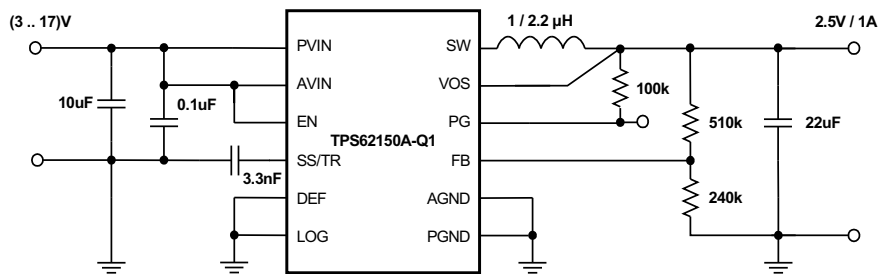 (3 .. 17)V
1 / 2.2 µH
2.5V / 1A
PVIN
SW
AVIN
VOS
10uF
0.1uF
100k
EN
PG
510k
22uF
TPS62150A-Q1
SS/TR
FB
3.3nF
DEF
AGND
240k
LOG
PGND